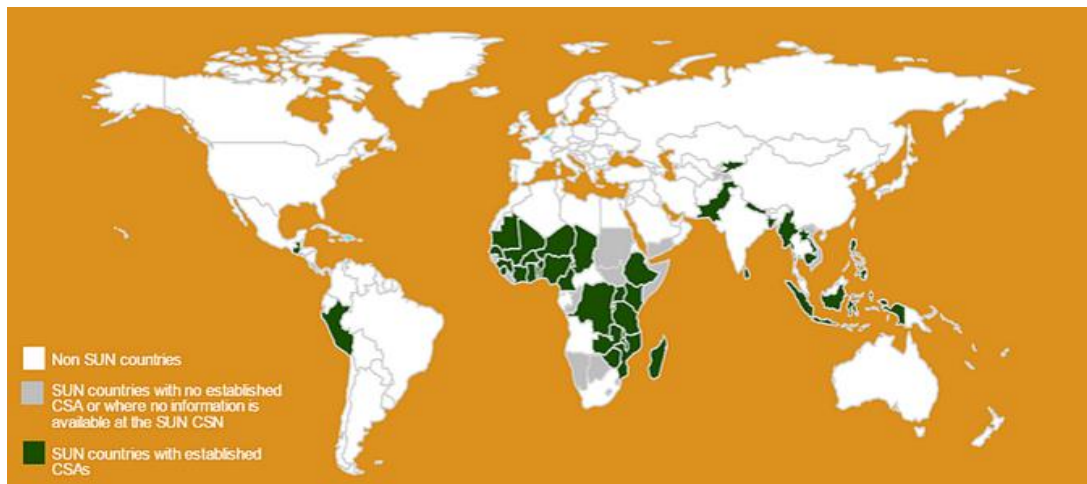 Non SUN countries
SUN countries with no established
CSA or where no information is
available at the SUN CSN
SUN countries with established
CSAs